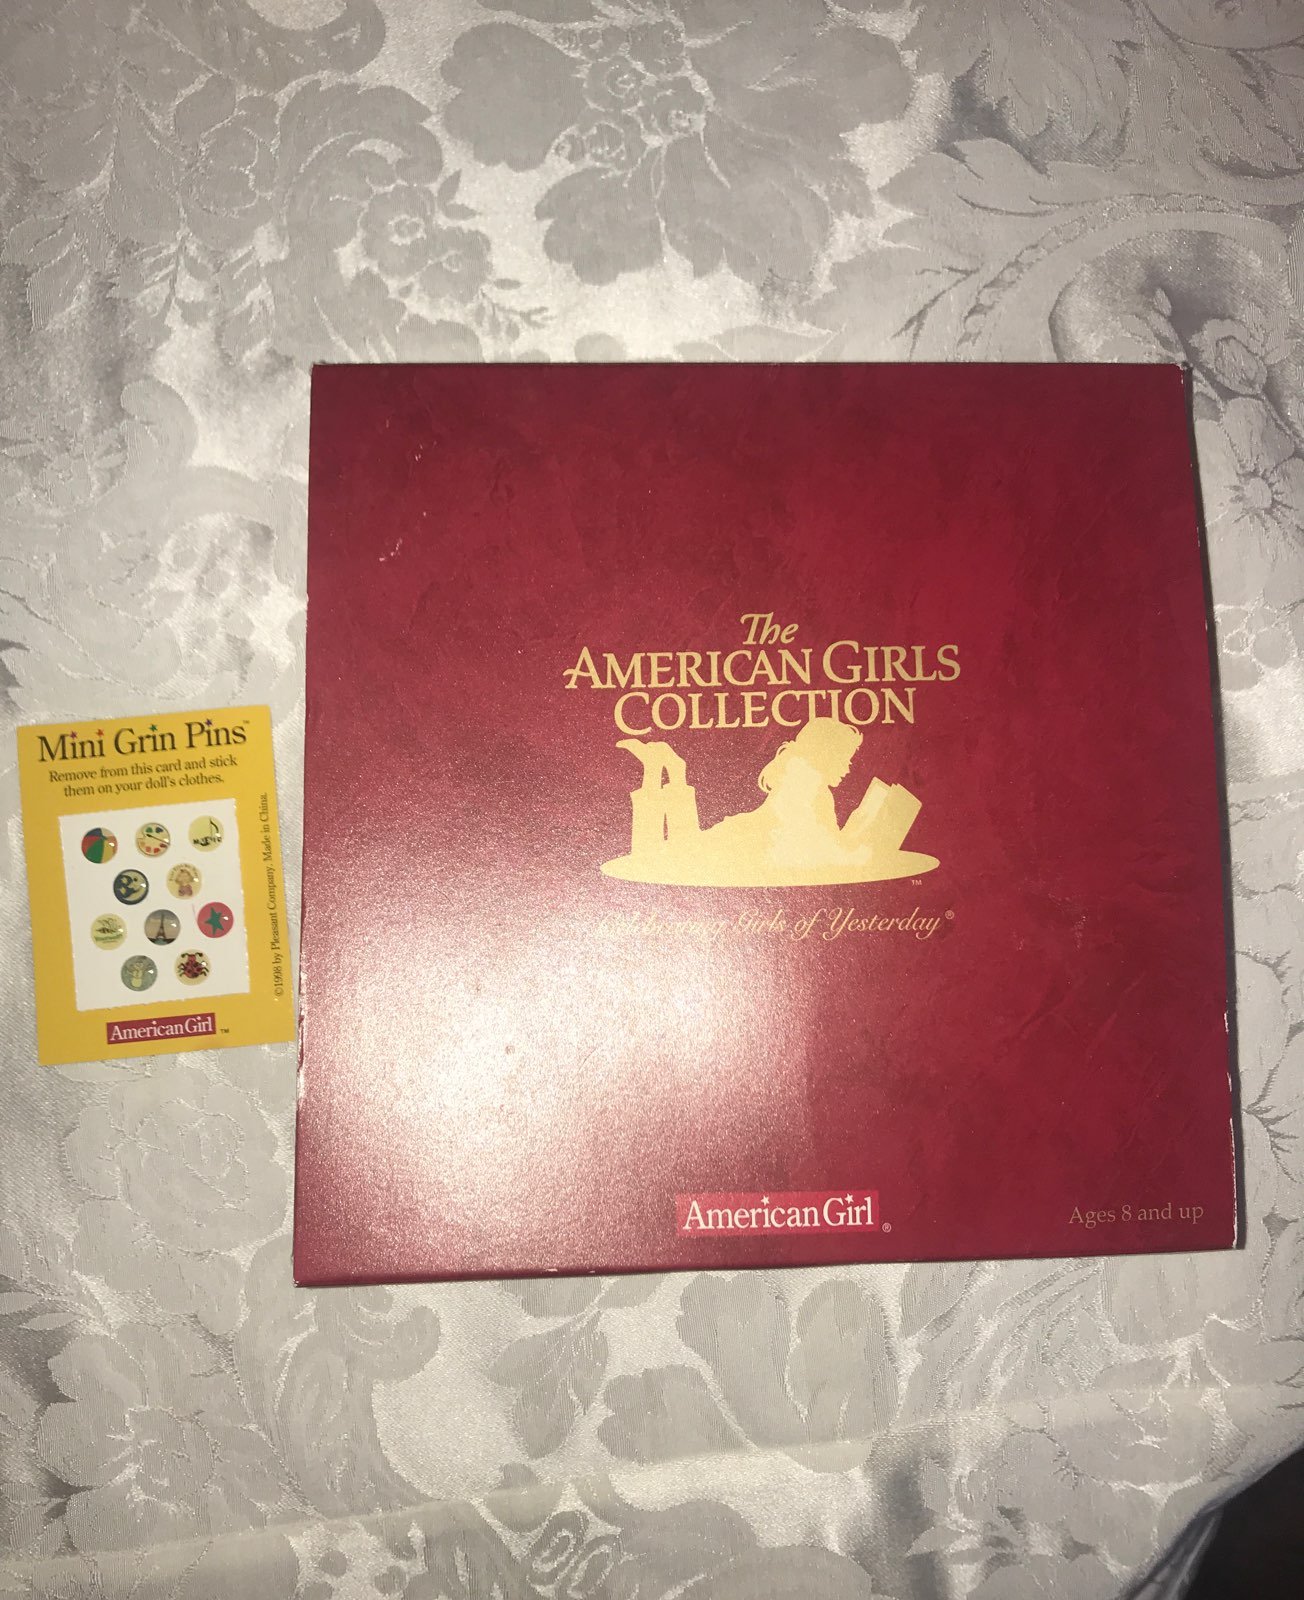 Mini Grin Pins™
Remove from this card and stick
them on your doll's clothes.
©1998 by Pleasant Company. Made in China.
American Girl™
The
AMERICAN GIRLS
COLLECTION
™
Girls of Yesterday®
American Girl®
Ages 8 and up